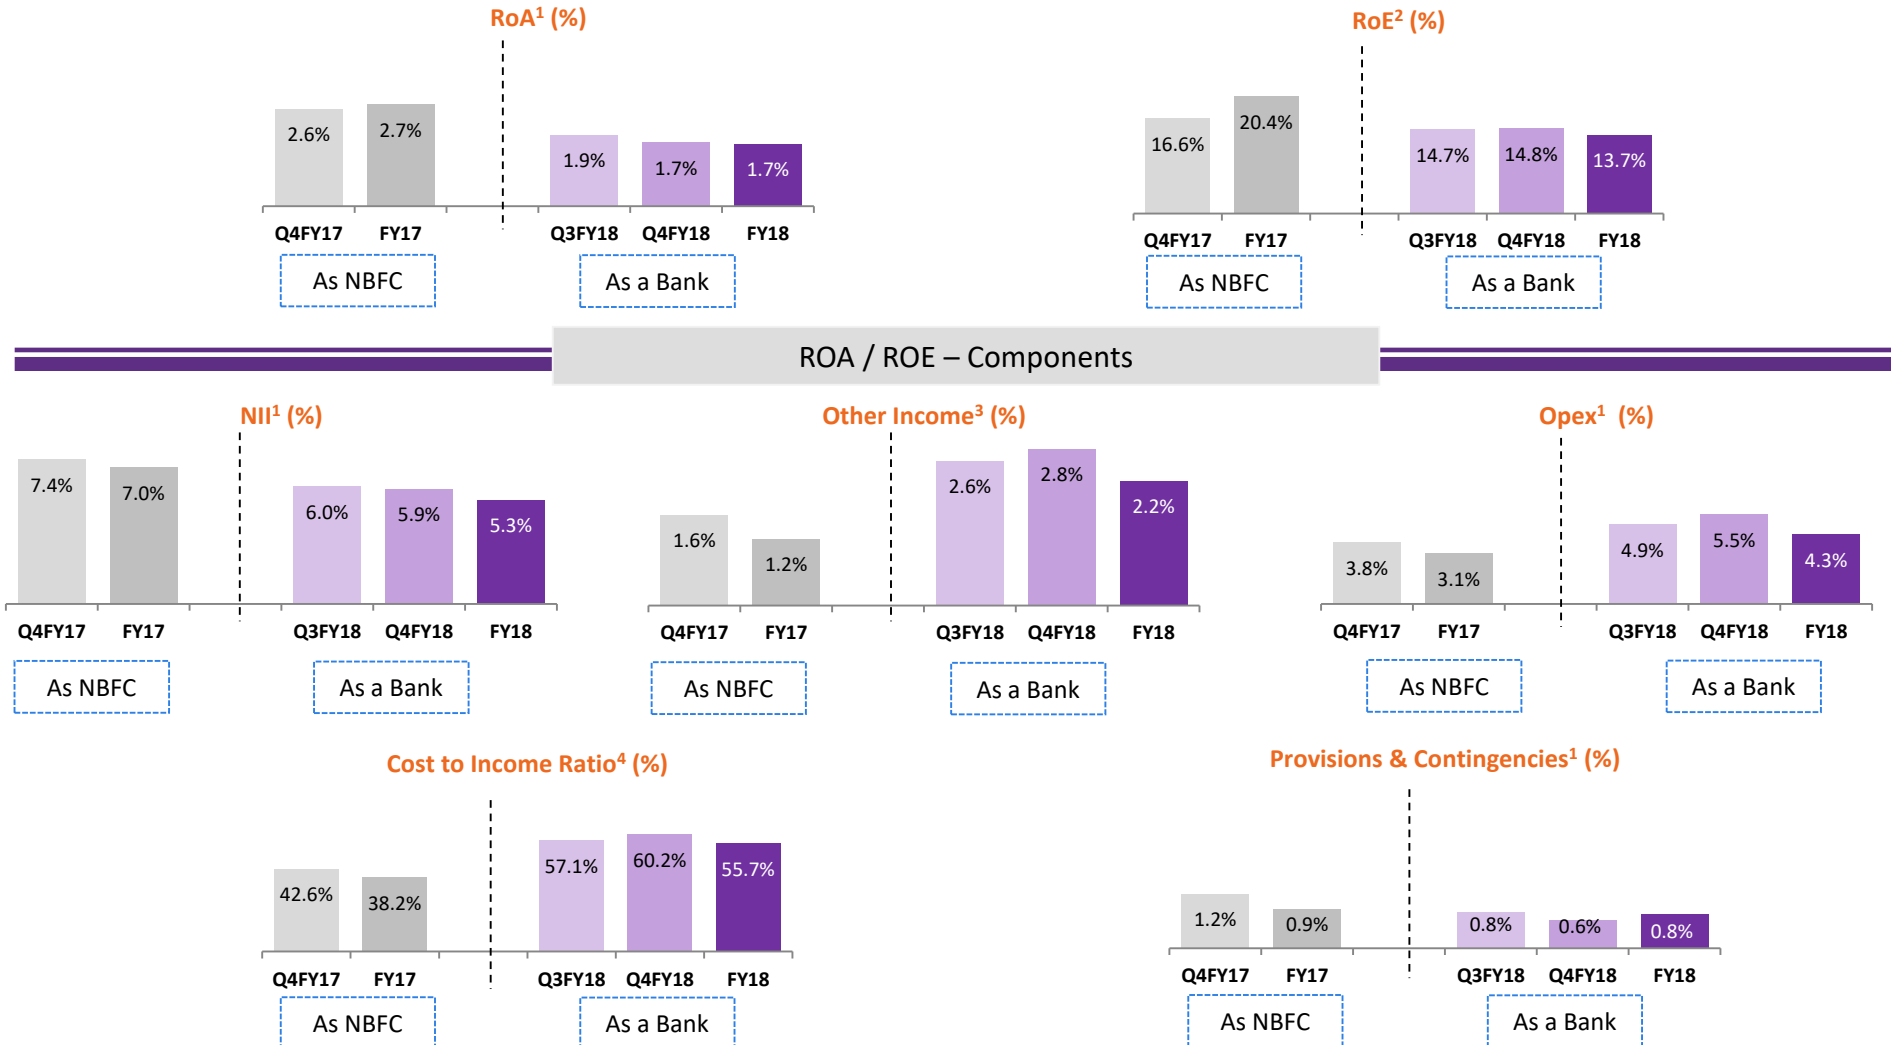 RoA¹ (%)
2.6%
2.7%
1.9%
1.7%
1.7%
Q4FY17 FY17 Q3FY18 Q4FY18 FY18
As NBFC As a Bank
RoE² (%)
16.6%
20.4%
14.7%
14.8%
13.7%
Q4FY17 FY17 Q3FY18 Q4FY18 FY18
As NBFC As a Bank
ROA / ROE – Components
NII¹ (%)
7.4%
7.0%
6.0%
5.9%
5.3%
Q4FY17 FY17 Q3FY18 Q4FY18 FY18
As NBFC As a Bank
Other Income³ (%)
1.6%
1.2%
2.6%
2.8%
2.2%
Q4FY17 FY17 Q3FY18 Q4FY18 FY18
As NBFC As a Bank
Opex¹ (%)
3.8%
3.1%
4.9%
5.5%
4.3%
Q4FY17 FY17 Q3FY18 Q4FY18 FY18
As NBFC As a Bank
Cost to Income Ratio⁴ (%)
42.6%
38.2%
57.1%
60.2%
55.7%
Q4FY17 FY17 Q3FY18 Q4FY18 FY18
As NBFC As a Bank
Provisions & Contingencies¹ (%)
1.2%
0.9%
0.8%
0.6%
0.8%
Q4FY17 FY17 Q3FY18 Q4FY18 FY18
As NBFC As a Bank